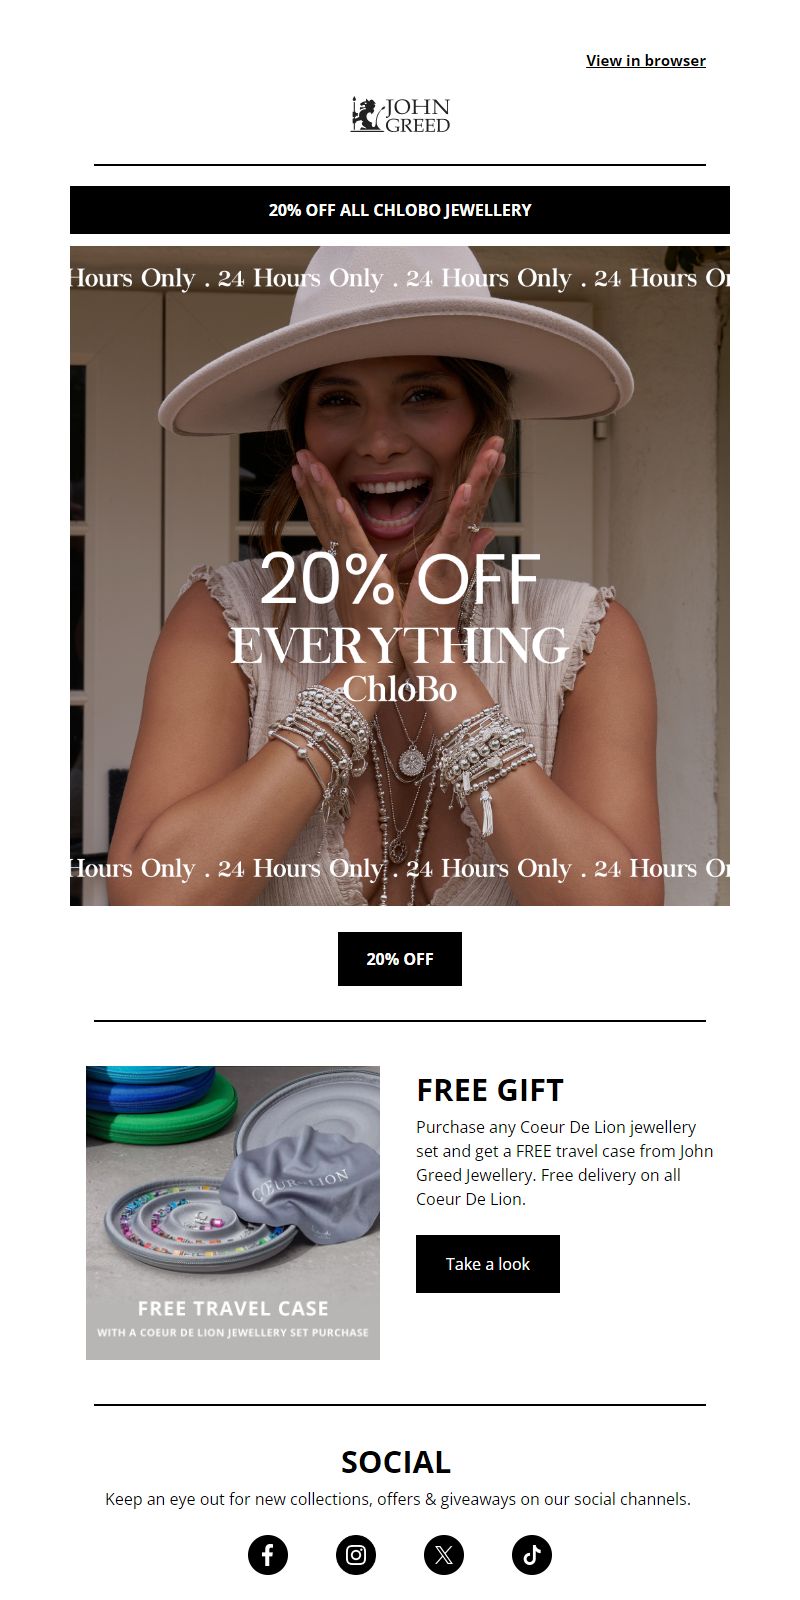 View in browser
JOHN
GREED
20% OFF ALL CHLOBO JEWELLERY
Hours Only . 24 Hours Only . 24 Hours Only . 24 Hours
20% OFF
EVERYTHING
ChloBo
Hours Only . 24 Hours Only . 24 Hours Only . 24 Hours
20% OFF
FREE GIFT
Purchase any Coeur De Lion jewellery
set and get a FREE travel case from John
Greed Jewellery. Free delivery on all
Coeur De Lion.
Take a look
CŒUR DE LION
FREE TRAVEL CASE
WITH A COEUR DE LION JEWELLERY SET PURCHASE
SOCIAL
Keep an eye out for new collections, offers & giveaways on our social channels.